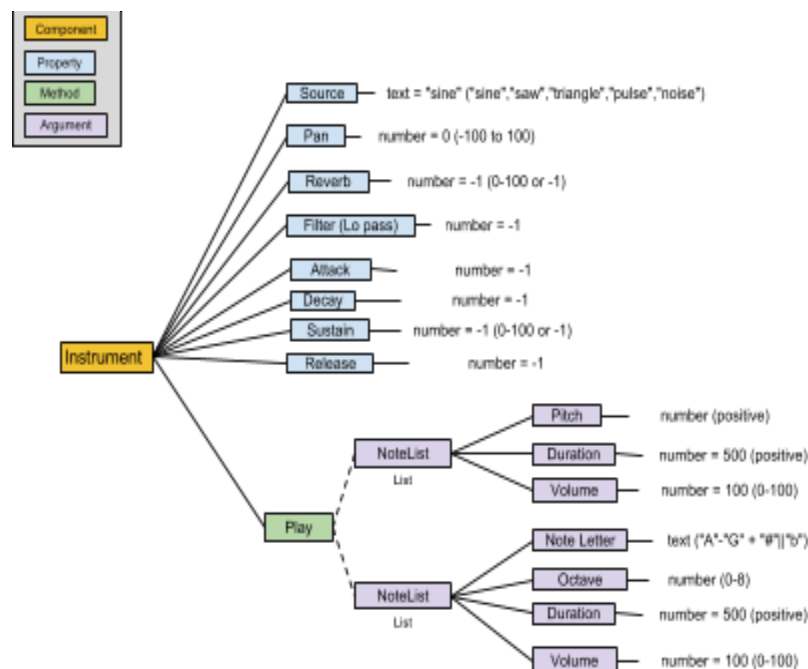 Component
Property
Method
Argument
Source text = "sine" ("sine","saw","triangle","pulse","noise")
Pan number = 0 (-100 to 100)
Reverb number = -1 (0-100 or -1)
Filter (Lo pass) number = -1
Attack number = -1
Decay number = -1
Sustain number = -1 (0-100 or -1)
Instrument
Release number = -1
Pitch number (positive)
NoteList
List
Duration number = 500 (positive)
Volume number = 100 (0-100)
Play
Note Letter text ("A"-"G" + "#"||"b")
Octave number (0-8)
NoteList
List
Duration number = 500 (positive)
Volume number = 100 (0-100)